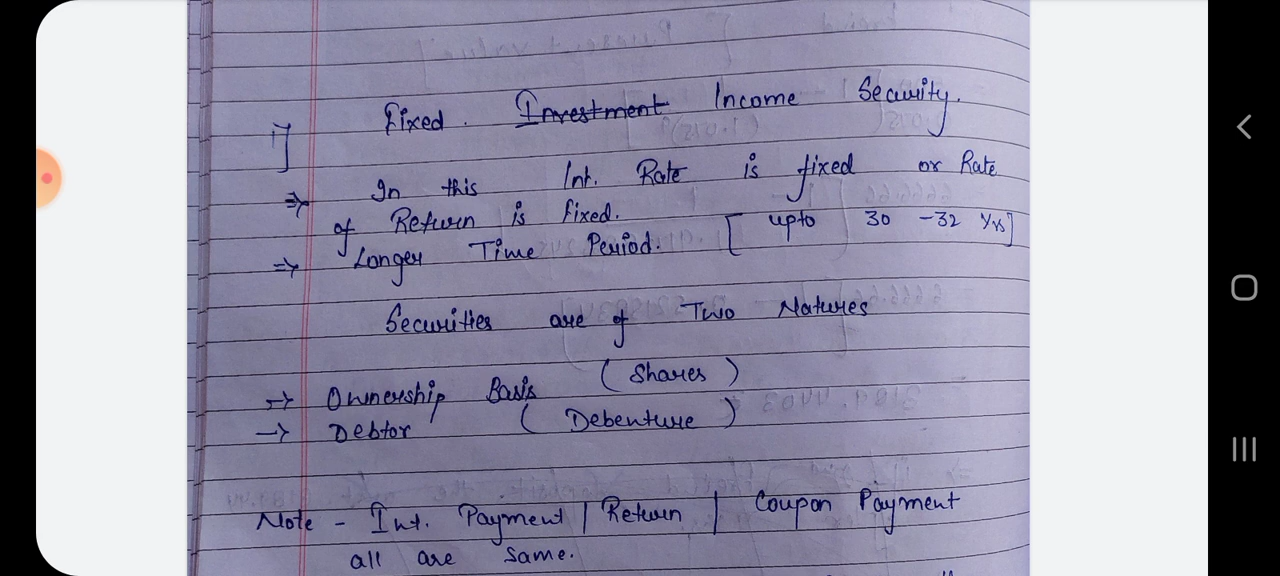 1] Fixed. Investment Income Security.
⇒ In this Int. Rate is fixed or Rate
of Return is fixed.
⇒ Longer Time Period. [upto 30 -32 Yrs]
Securities are of Two Natures
→ Ownership Basis (Shares)
→ Debtor (Debenture)
Note - Int. Payment | Return | Coupon Payment
all are same.